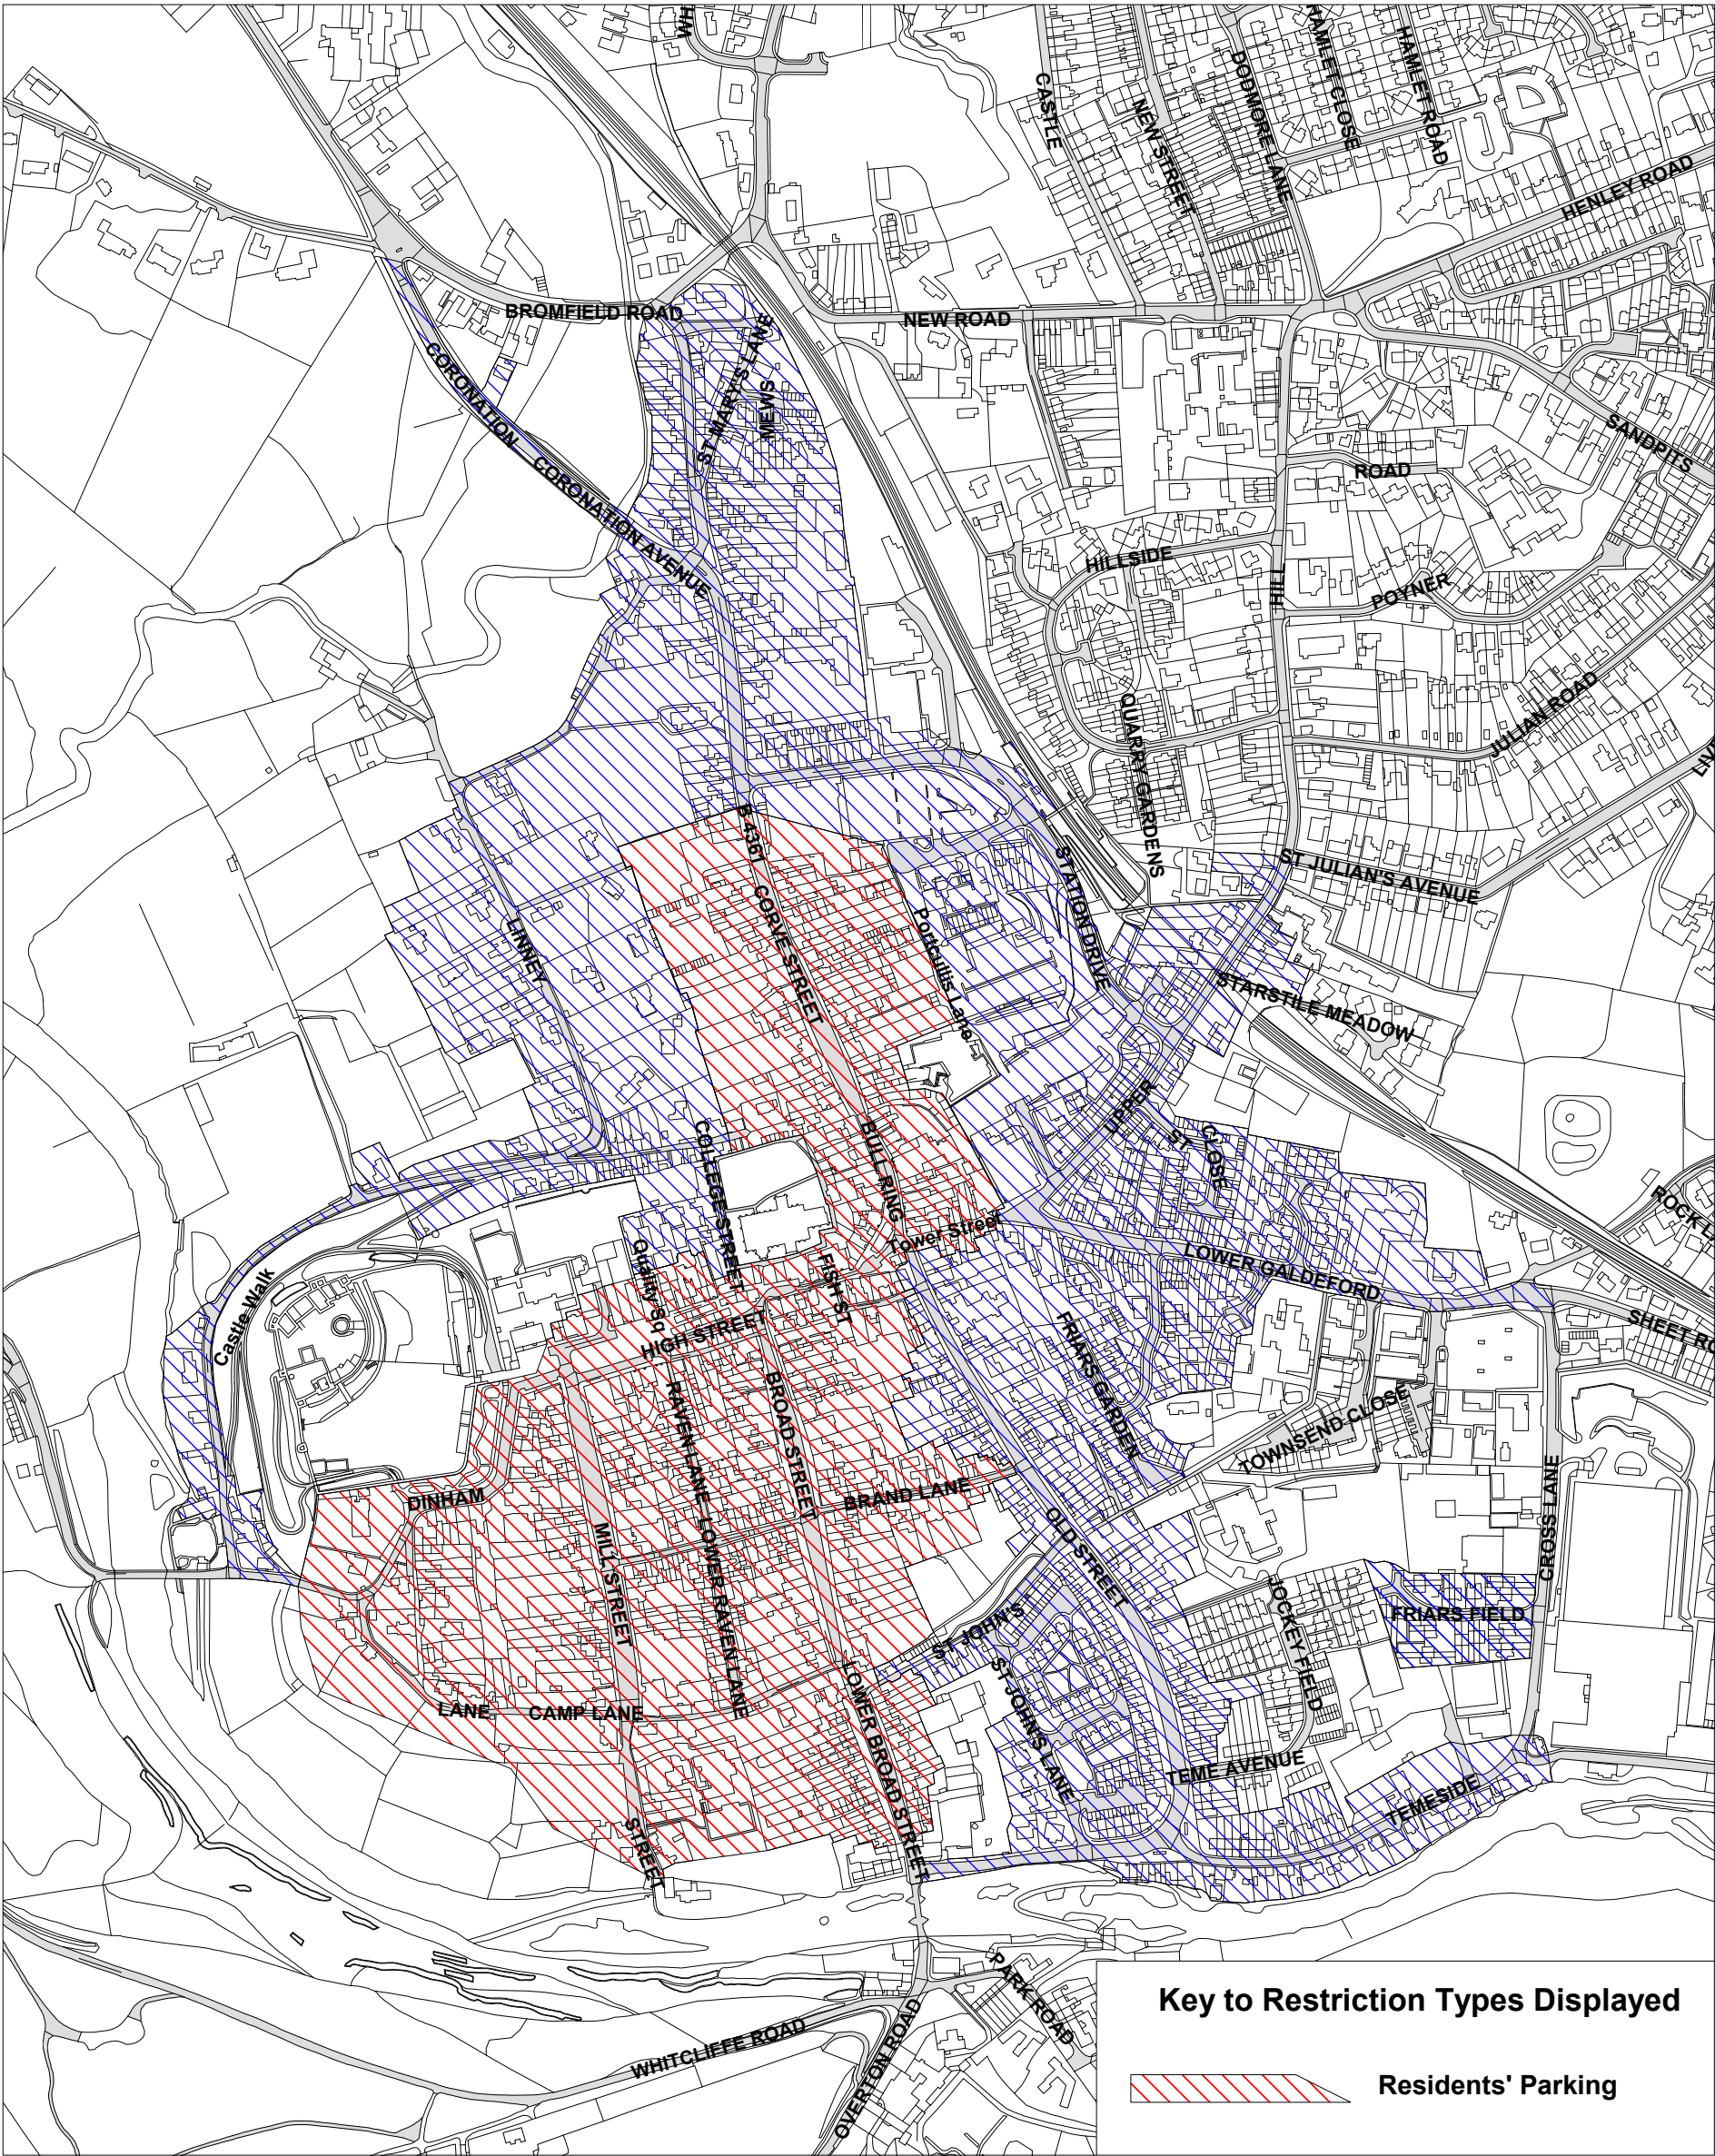 CASTLE
NEW STREET
DODMORE LANE
HAMLET CLOSE
HAMLET ROAD
HENLEY ROAD
BROMFIELD ROAD
NEW ROAD
ST MARY'S LANE
MEWS
CORONATION
CORONATION AVENUE
SANDPITS
ROAD
HILLSIDE
HILL
POYNER
QUARRY GARDENS
JULIAN ROAD
B 4361
CORVE STREET
STATION DRIVE
ST JULIAN'S AVENUE
LINNEY
Portcullis Lane
STARSTILE MEADOW
UPPER
ST
CLOSE
COLLEGE STREET
BULL RING
Tower Street
ROCK L
Quality Sq
FISH ST
LOWER GALDEFORD
Castle Walk
HIGH STREET
FRIARS GARDEN
SHEET RO
RAVEN LANE
BROAD STREET
TOWNSEND CLOSE
DINHAM
BRAND LANE
CROSS LANE
MILL STREET
LOWER RAVEN LANE
OLD STREET
JOCKEY FIELD
FRIARS FIELD
ST JOHN'S
LANE
CAMP LANE
LOWER BROAD STREET
ST JOHN'S LANE
TEME AVENUE
TEMESIDE
STREET
PARK ROAD
WHITCLIFFE ROAD
OVERTON ROAD
Key to Restriction Types Displayed
Residents' Parking